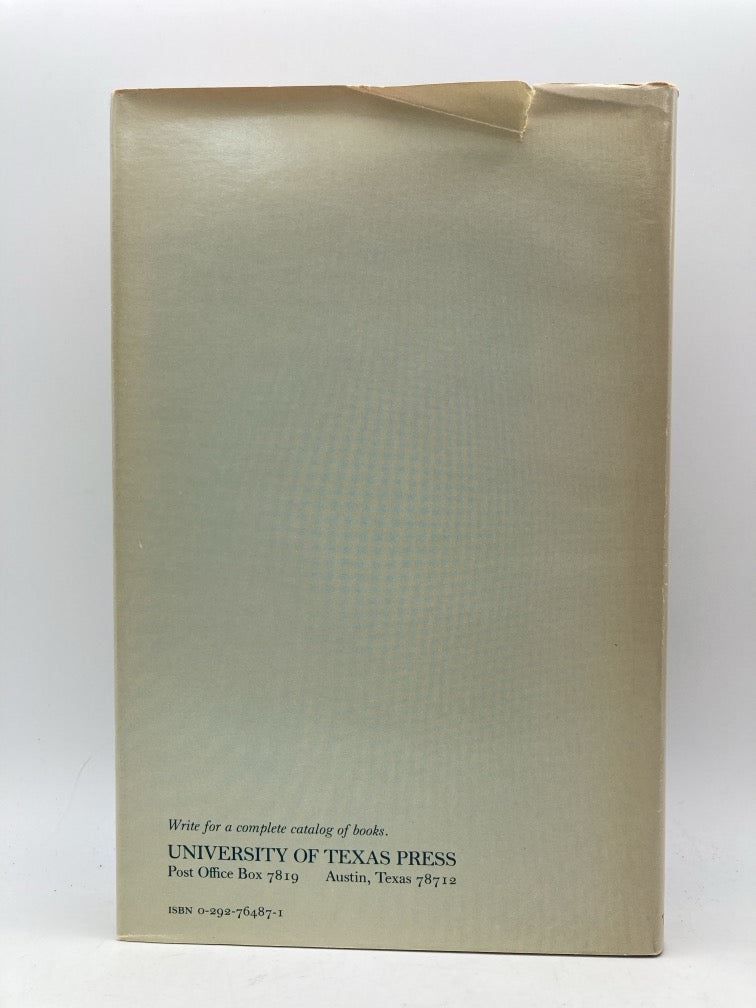 Write for a complete catalog of books.
UNIVERSITY OF TEXAS PRESS
Post Office Box 7819 Austin, Texas 78712
ISBN 0-292-76487-1